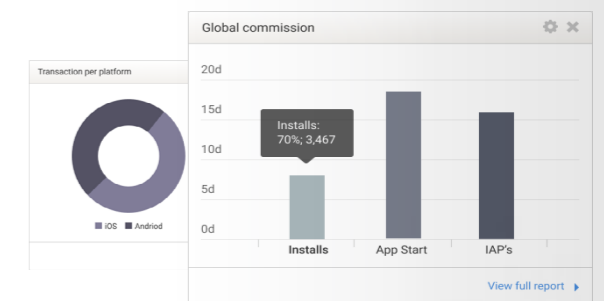 Global commission
Transaction per platform
20d
15d
Installs:
70%; 3,467
10d
5d
0d
iOS Andriod
Installs App Start IAP's
View full report